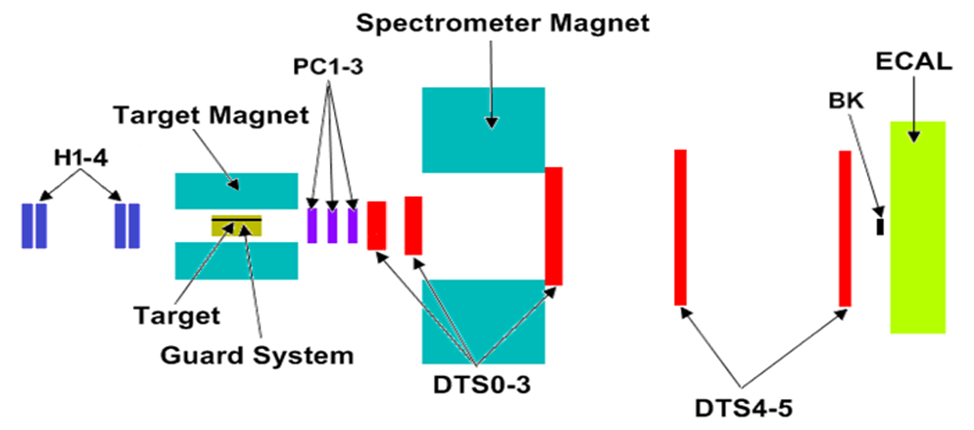 Spectrometer Magnet
ECAL
PC1-3
BK
Target Magnet
H1-4
Target
Guard System
DTS0-3
DTS4-5